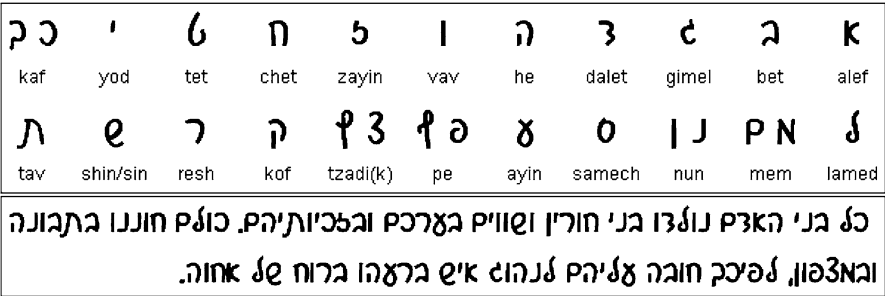 א ב ג ד ה ו ז ח ט י כ ך
kaf yod tet chet zayin vav he dalet gimel bet alef
ל מ ם נ ן ס ע פ ף צ ץ ק ר ש ת
tav shin/sin resh kof tzadi(k) pe ayin samech nun mem lamed
כל בני האדם נולדו בני חורין ושווים בערכם ובזכיותיהם. כולם חוננו בתבונה
ובמצפון, לפיכך חובה עליהם לנהוג איש ברעהו ברוח של אחוה.